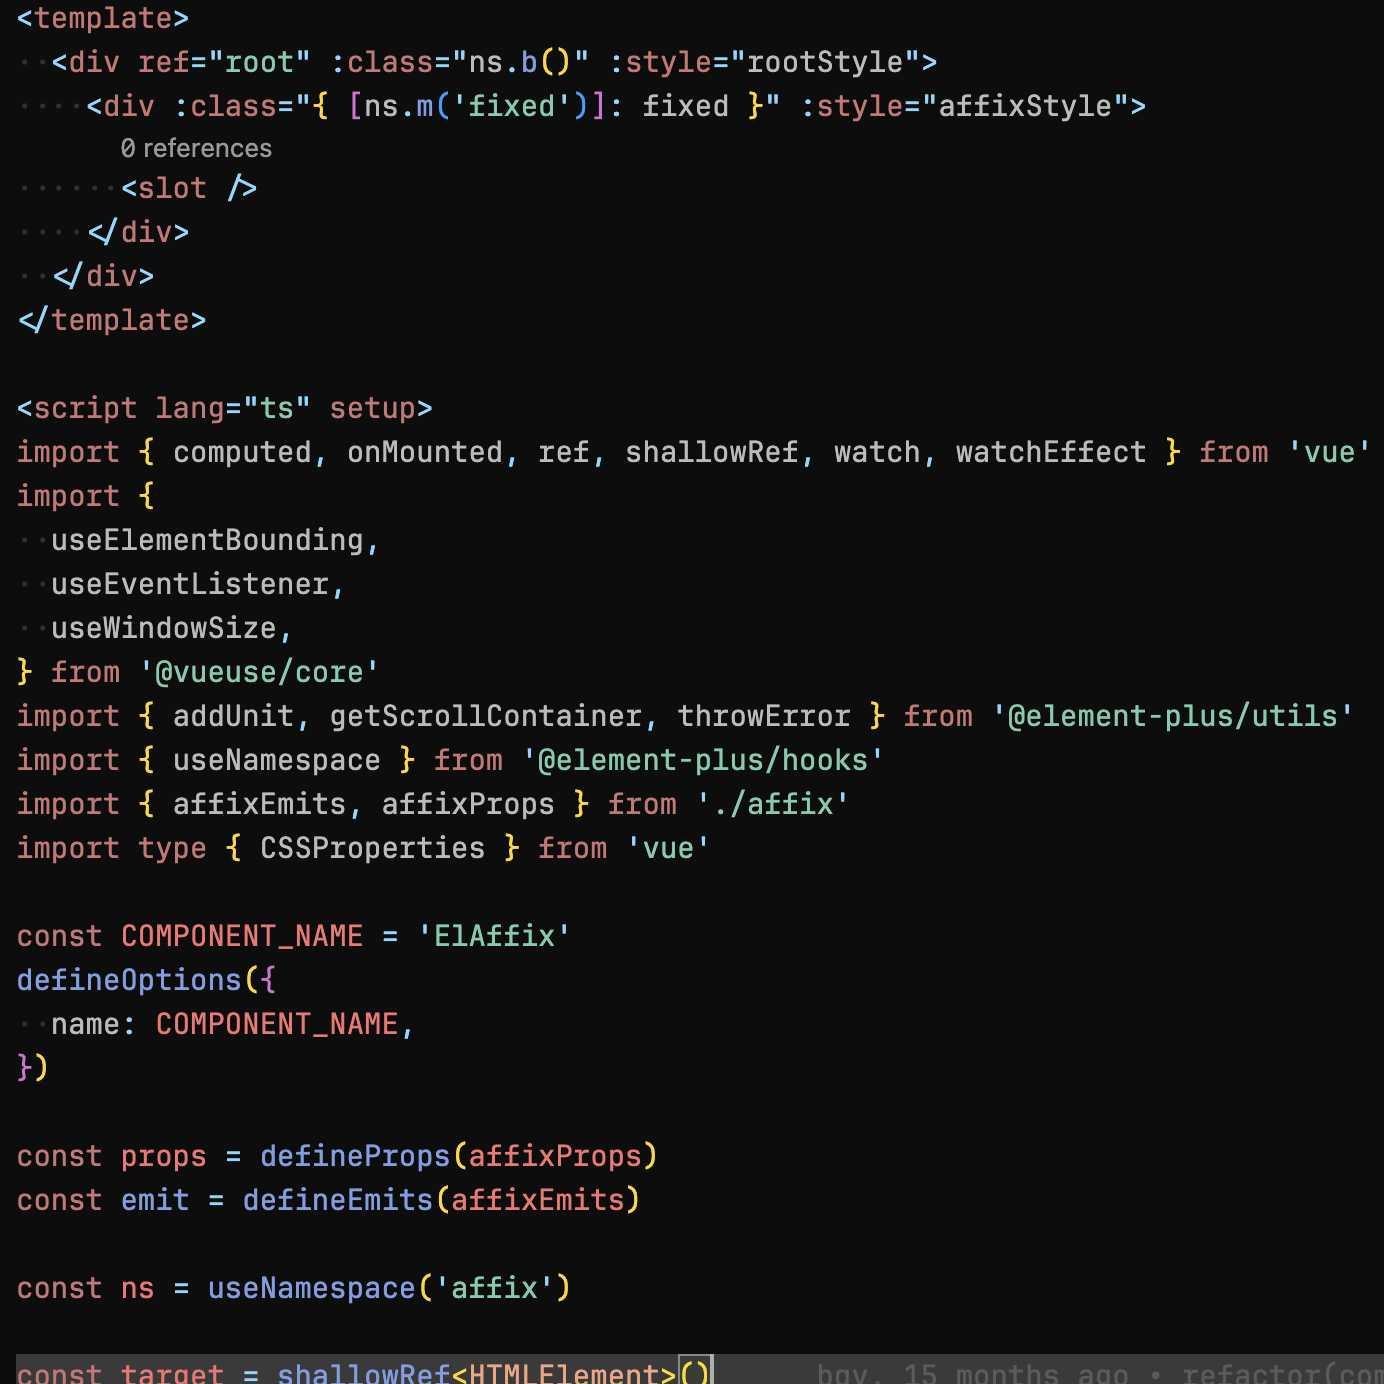 <template>
  <div ref="root" :class="ns.b()" :style="rootStyle">
    <div :class="{ [ns.m('fixed')]: fixed }" :style="affixStyle">
      0 references
      <slot />
    </div>
  </div>
</template>

<script lang="ts" setup>
import { computed, onMounted, ref, shallowRef, watch, watchEffect } from 'vue'
import {
  useElementBounding,
  useEventListener,
  useWindowSize,
} from '@vueuse/core'
import { addUnit, getScrollContainer, throwError } from '@element-plus/utils'
import { useNamespace } from '@element-plus/hooks'
import { affixEmits, affixProps } from './affix'
import type { CSSProperties } from 'vue'

const COMPONENT_NAME = 'ElAffix'
defineOptions({
  name: COMPONENT_NAME,
})

const props = defineProps(affixProps)
const emit = defineEmits(affixEmits)

const ns = useNamespace('affix')

const target = shallowRef<HTMLElement>() 15 months ago • refactor(com